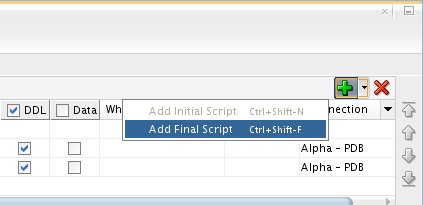 DDL Data Wh nection
Add Initial Script Ctrl+Shift-N
Add Final Script Ctrl+Shift-F
Alpha - PDB
Alpha - PDB